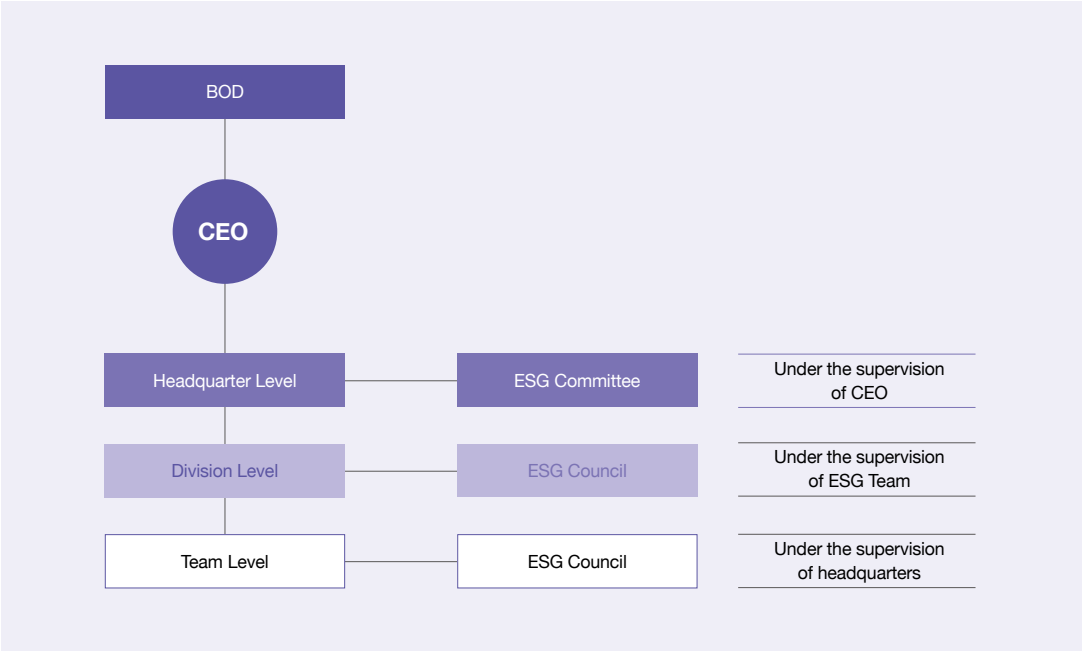 BOD
CEO
Headquarter Level
ESG Committee
Under the supervision
of CEO
Division Level
ESG Council
Under the supervision
of ESG Team
Team Level
ESG Council
Under the supervision
of headquarters